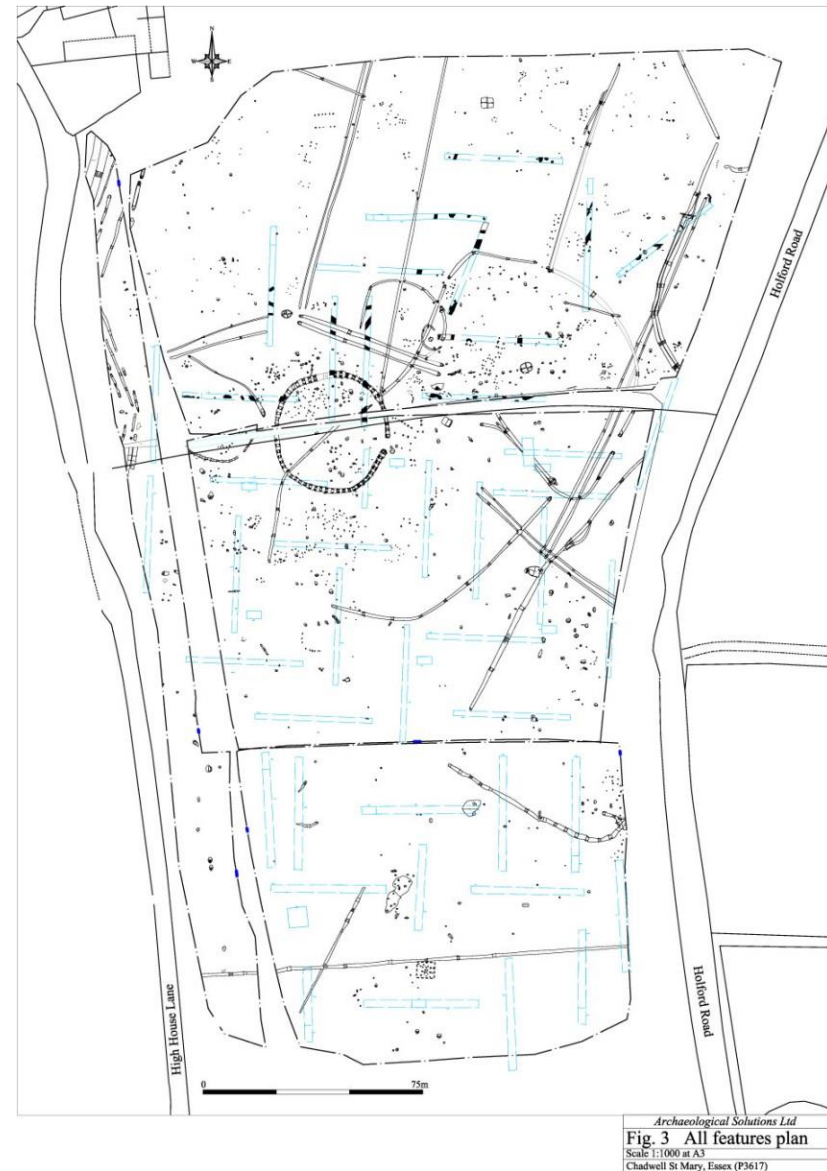 N
W E
S
Holford Road
High House Lane
Holford Road
0 75m
Archaeological Solutions Ltd
Fig. 3 All features plan
Scale 1:1000 at A3
Chadwell St Mary, Essex (P3617)